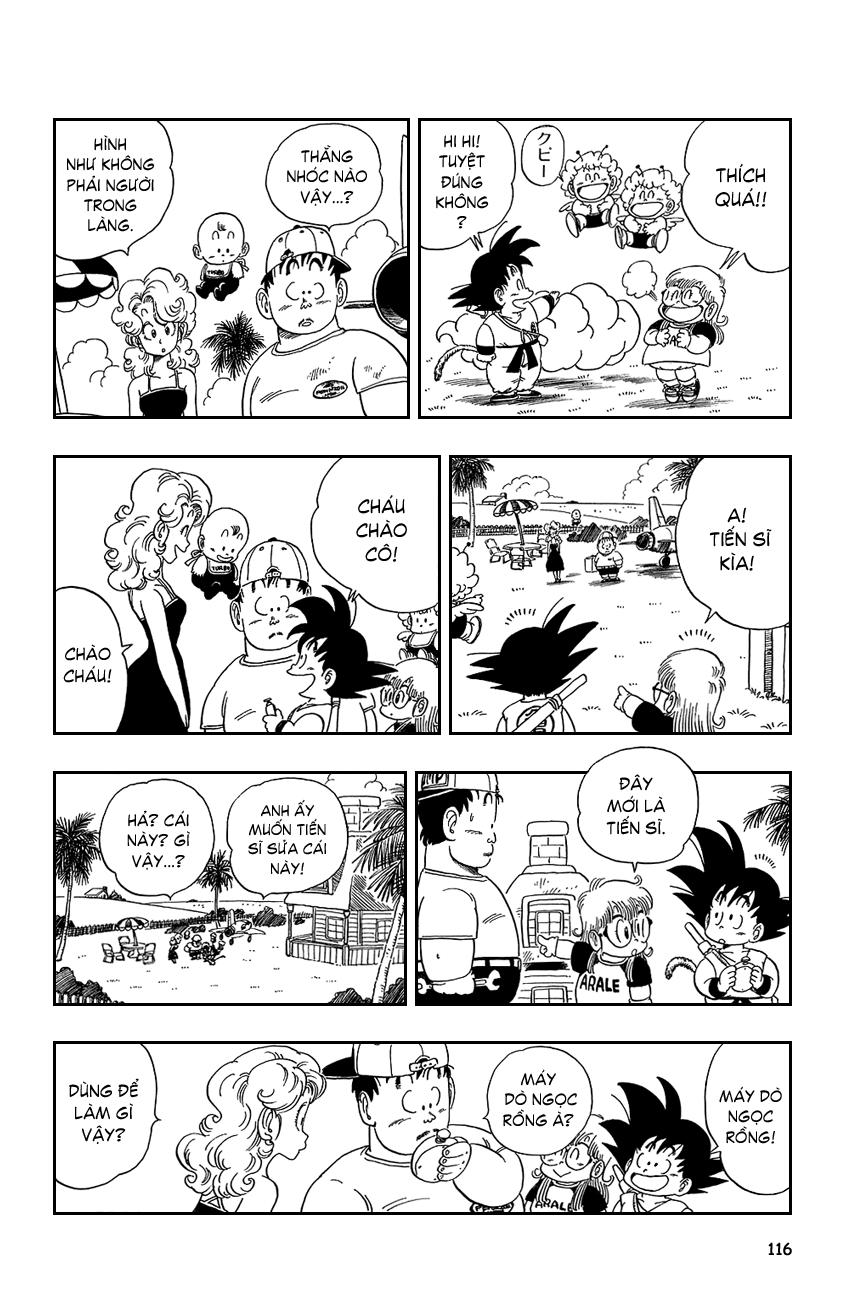 THÍCH
QUÁ!!
クピー
HI HI!
TUYỆT
ĐÚNG
KHÔNG
?
THẰNG
NHÓC NÀO
VẬY...?
HÌNH
NHƯ KHÔNG
PHẢI NGƯỜI
TRONG
LÀNG.
TURBO
A!
TIẾN SĨ
KÌA!
CHÁU
CHÀO
CÔ!
TURBO
CHÀO
CHÁU!
ĐÂY
MỚI LÀ
TIẾN SĨ.
ARALE
ANH ẤY
MUỐN TIẾN
SĨ SỬA CÁI
NÀY!
HẢ? CÁI
NÀY? GÌ
VẬY...?
MÁY DÒ
NGỌC
RỒNG!
MÁY
DÒ NGỌC
RỒNG À?
ARALE
DÙNG ĐỂ
LÀM GÌ
VẬY?
116